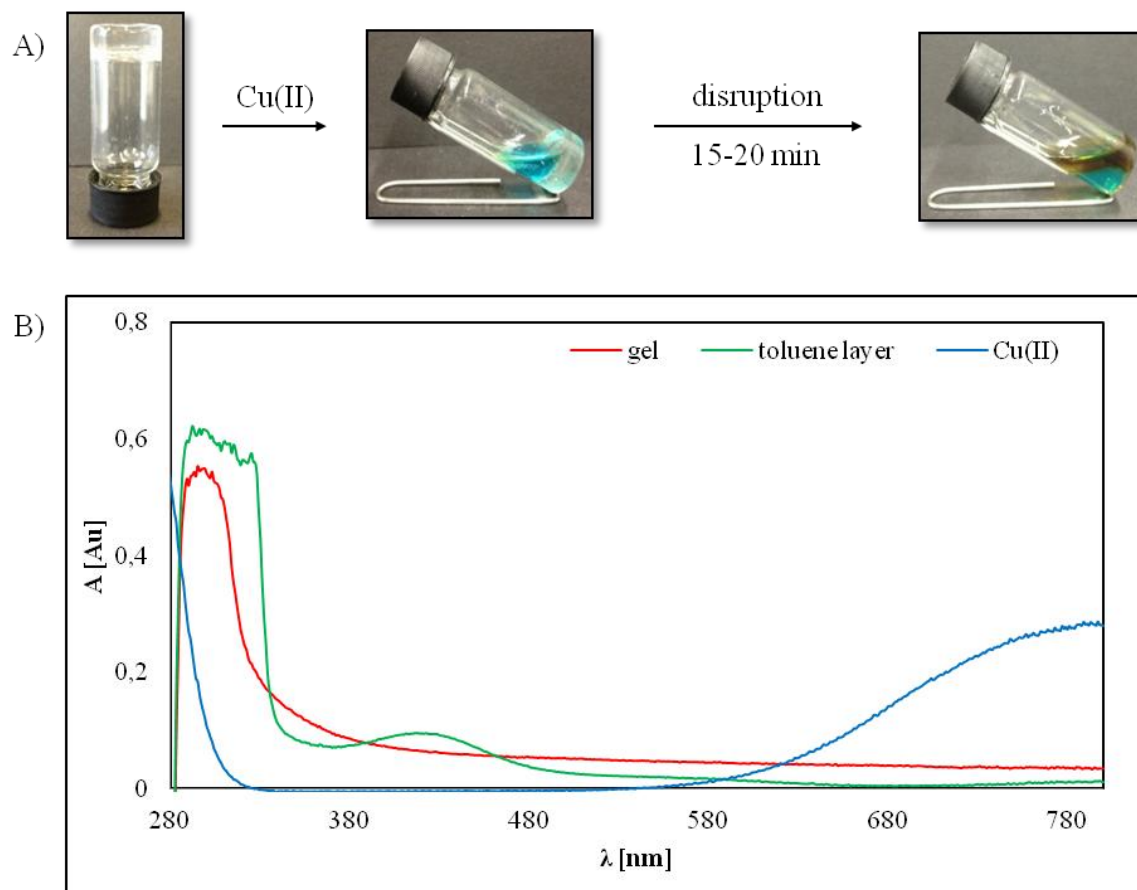 A)
Cu(II)
disruption
15-20 min
B)
gel
toluene layer
Cu(II)
0,8
0,6
0,4
0,2
0
A [Au]
280
380
480
580
680
780
λ [nm]